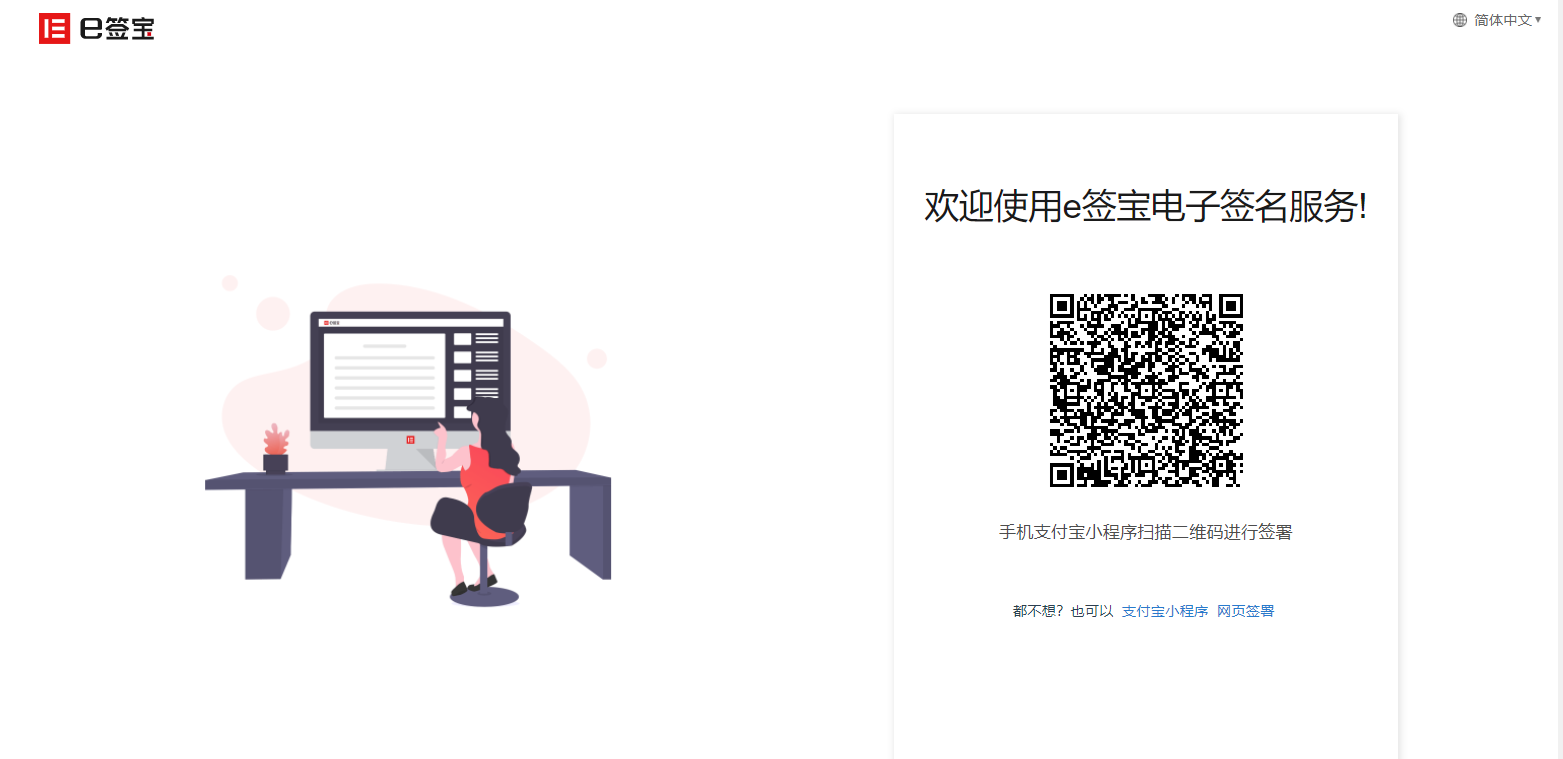 e签宝
简体中文
欢迎使用e签宝电子签名服务!
手机支付宝小程序扫描二维码进行签署
都不想？也可以 支付宝小程序 网页签署